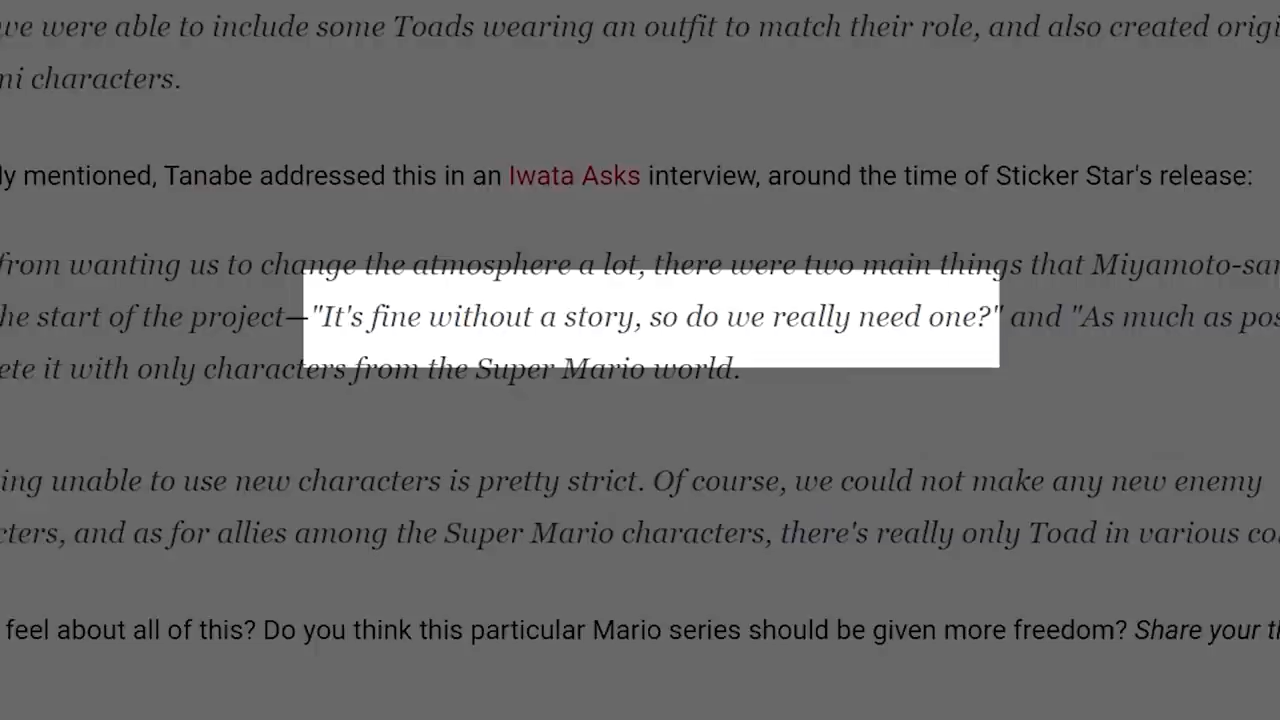 we were able to include some Toads wearing an outfit to match their role, and also created origi
mi characters.
ly mentioned, Tanabe addressed this in an Iwata Asks interview, around the time of Sticker Star's release:
from wanting us to change the atmosphere a lot, there were two main things that Miyamoto-san
he start of the project—"It's fine without a story, so do we really need one?" and "As much as pos
ete it with only characters from the Super Mario world.
ing unable to use new characters is pretty strict. Of course, we could not make any new enemy
cters, and as for allies among the Super Mario characters, there's really only Toad in various co
feel about all of this? Do you think this particular Mario series should be given more freedom? Share your th